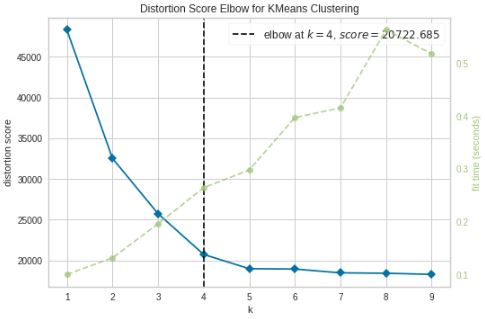 Distortion Score Elbow for KMeans Clustering
elbow at k = 4, score = 20722.685
distortion score
45000
40000
35000
30000
25000
20000
0.5
0.4
0.3
0.2
0.1
fit time (seconds)
1 2 3 4 5 6 7 8 9
k